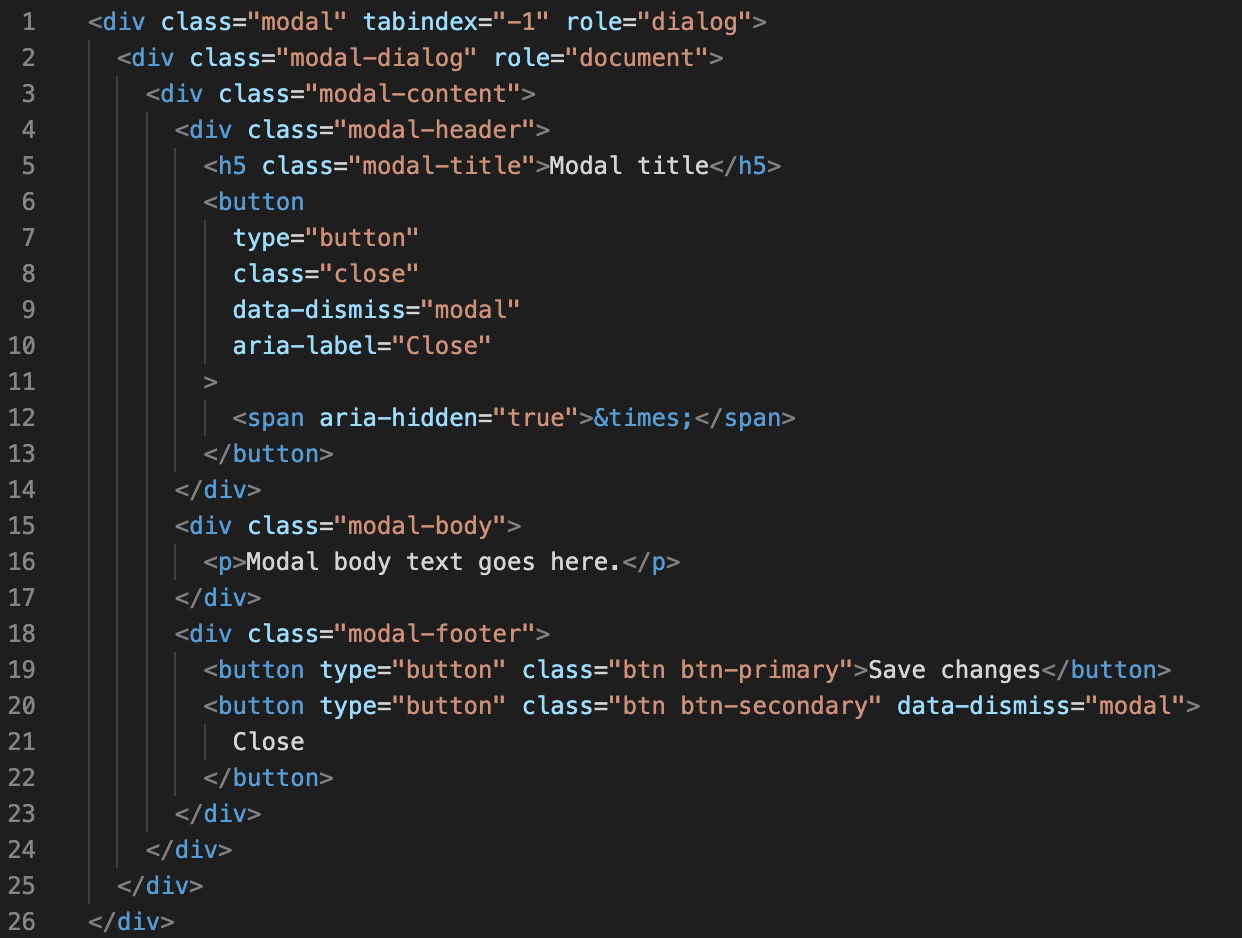 1 <div class="modal" tabindex="-1" role="dialog">
2   <div class="modal-dialog" role="document">
3     <div class="modal-content">
4       <div class="modal-header">
5         <h5 class="modal-title">Modal title</h5>
6         <button
7           type="button"
8           class="close"
9           data-dismiss="modal"
10           aria-label="Close"
11         >
12           <span aria-hidden="true">&times;</span>
13         </button>
14       </div>
15       <div class="modal-body">
16         <p>Modal body text goes here.</p>
17       </div>
18       <div class="modal-footer">
19         <button type="button" class="btn btn-primary">Save changes</button>
20         <button type="button" class="btn btn-secondary" data-dismiss="modal">
21           Close
22         </button>
23       </div>
24     </div>
25   </div>
26 </div>